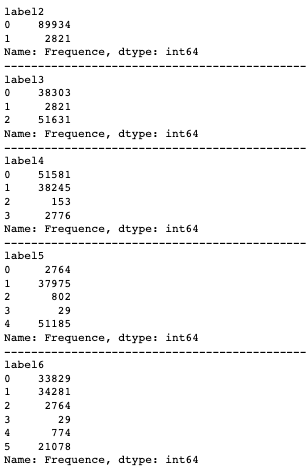 label2
0    89934
1     2821
Name: Frequence, dtype: int64
----------------------------------------------
label3
0    38303
1     2821
2    51631
Name: Frequence, dtype: int64
----------------------------------------------
label4
0    51581
1    38245
2      153
3     2776
Name: Frequence, dtype: int64
----------------------------------------------
label5
0     2764
1    37975
2      802
3       29
4    51185
Name: Frequence, dtype: int64
----------------------------------------------
label6
0    33829
1    34281
2     2764
3       29
4      774
5    21078
Name: Frequence, dtype: int64